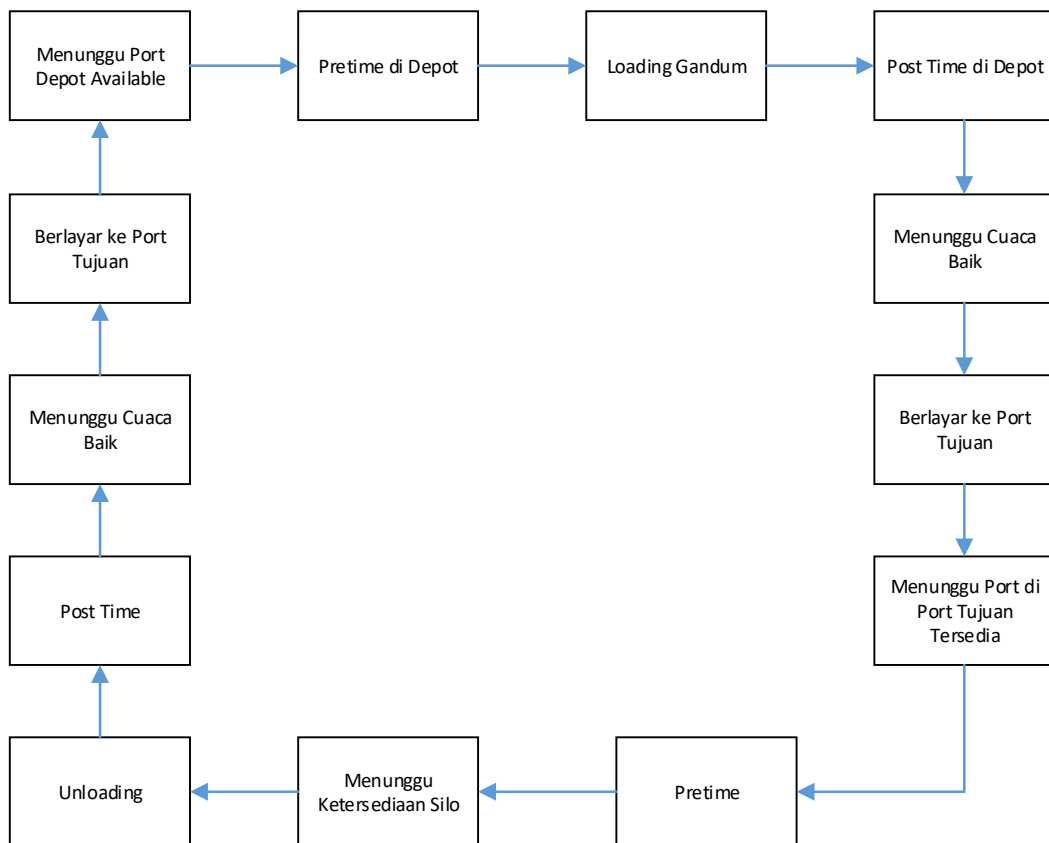 Menunggu Port
Depot Available
Pretime di Depot
Loading Gandum
Post Time di Depot
Menunggu Cuaca
Baik
Berlayar ke Port
Tujuan
Menunggu Port di
Port Tujuan
Tersedia
Pretime
Menunggu
Ketersediaan Silo
Unloading
Post Time
Menunggu Cuaca
Baik
Berlayar ke Port
Tujuan